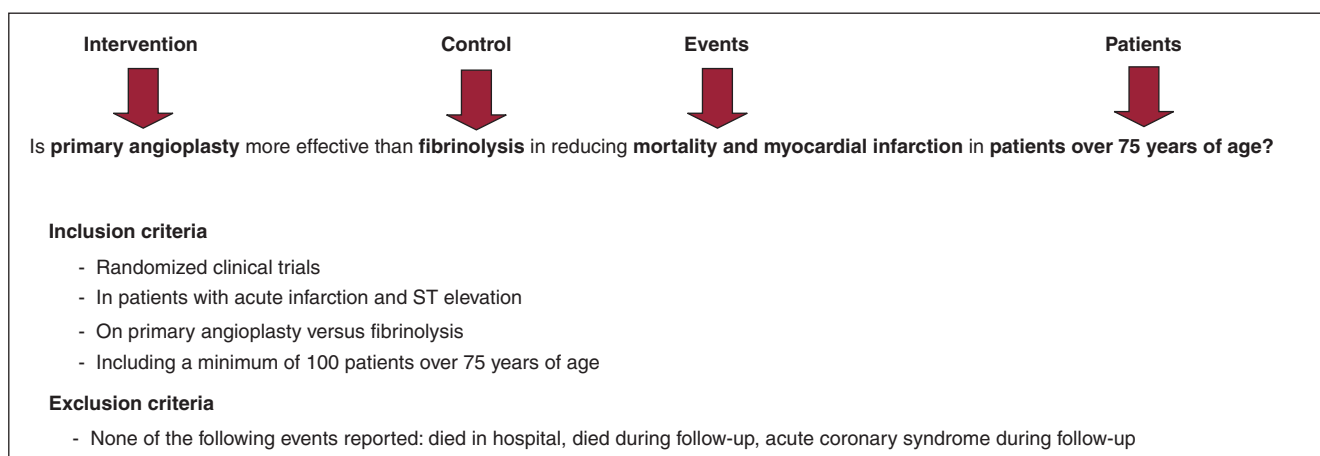 Intervention Control Events Patients
Is primary angioplasty more effective than fibrinolysis in reducing mortality and myocardial infarction in patients over 75 years of age?
Inclusion criteria
- Randomized clinical trials
- In patients with acute infarction and ST elevation
- On primary angioplasty versus fibrinolysis
- Including a minimum of 100 patients over 75 years of age
Exclusion criteria
- None of the following events reported: died in hospital, died during follow-up, acute coronary syndrome during follow-up